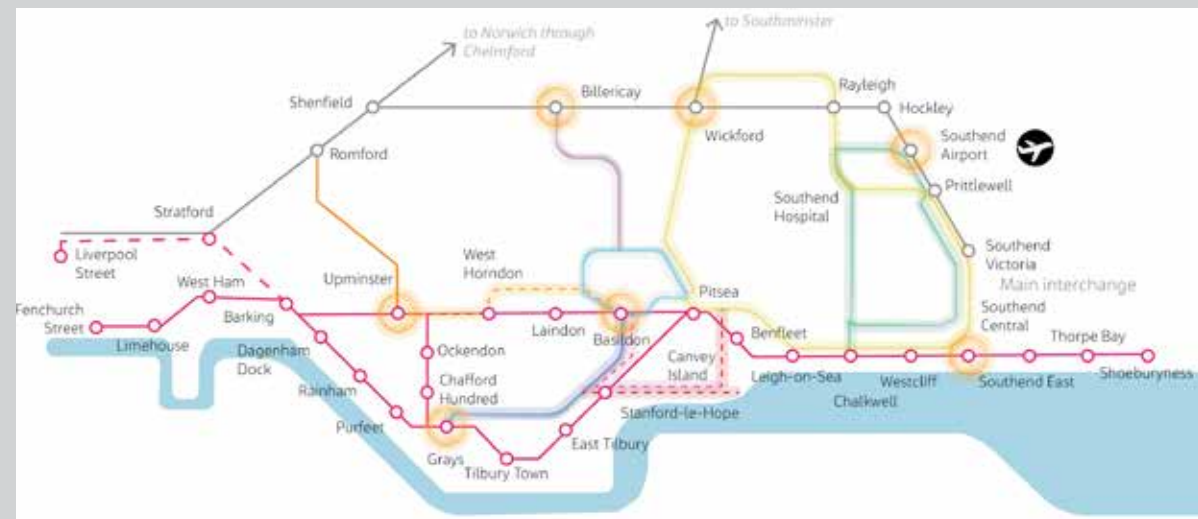 to Norwich through
Chelmford
to Southminster
Shenfield
Billericay
Wickford
Rayleigh
Hockley
Romford
Southend
Airport
Prittlewell
Stratford
Southend
Hospital
Liverpool
Street
West Ham
Upminster
West
Horndon
Southend
Victoria
Main interchange
Fenchurch
Street
Limehouse
Barking
Laindon
Basildon
Pitsea
Southend
Central
Dagenham
Dock
Ockendon
Benfleet
Thorpe Bay
Rainham
Chafford
Hundred
Canvey
Island
Leigh-on-Sea
Westcliff
Southend East
Shoeburyness
Purfeet
Stanford-le-Hope
Chalkwell
Grays
Tilbury Town
East Tilbury